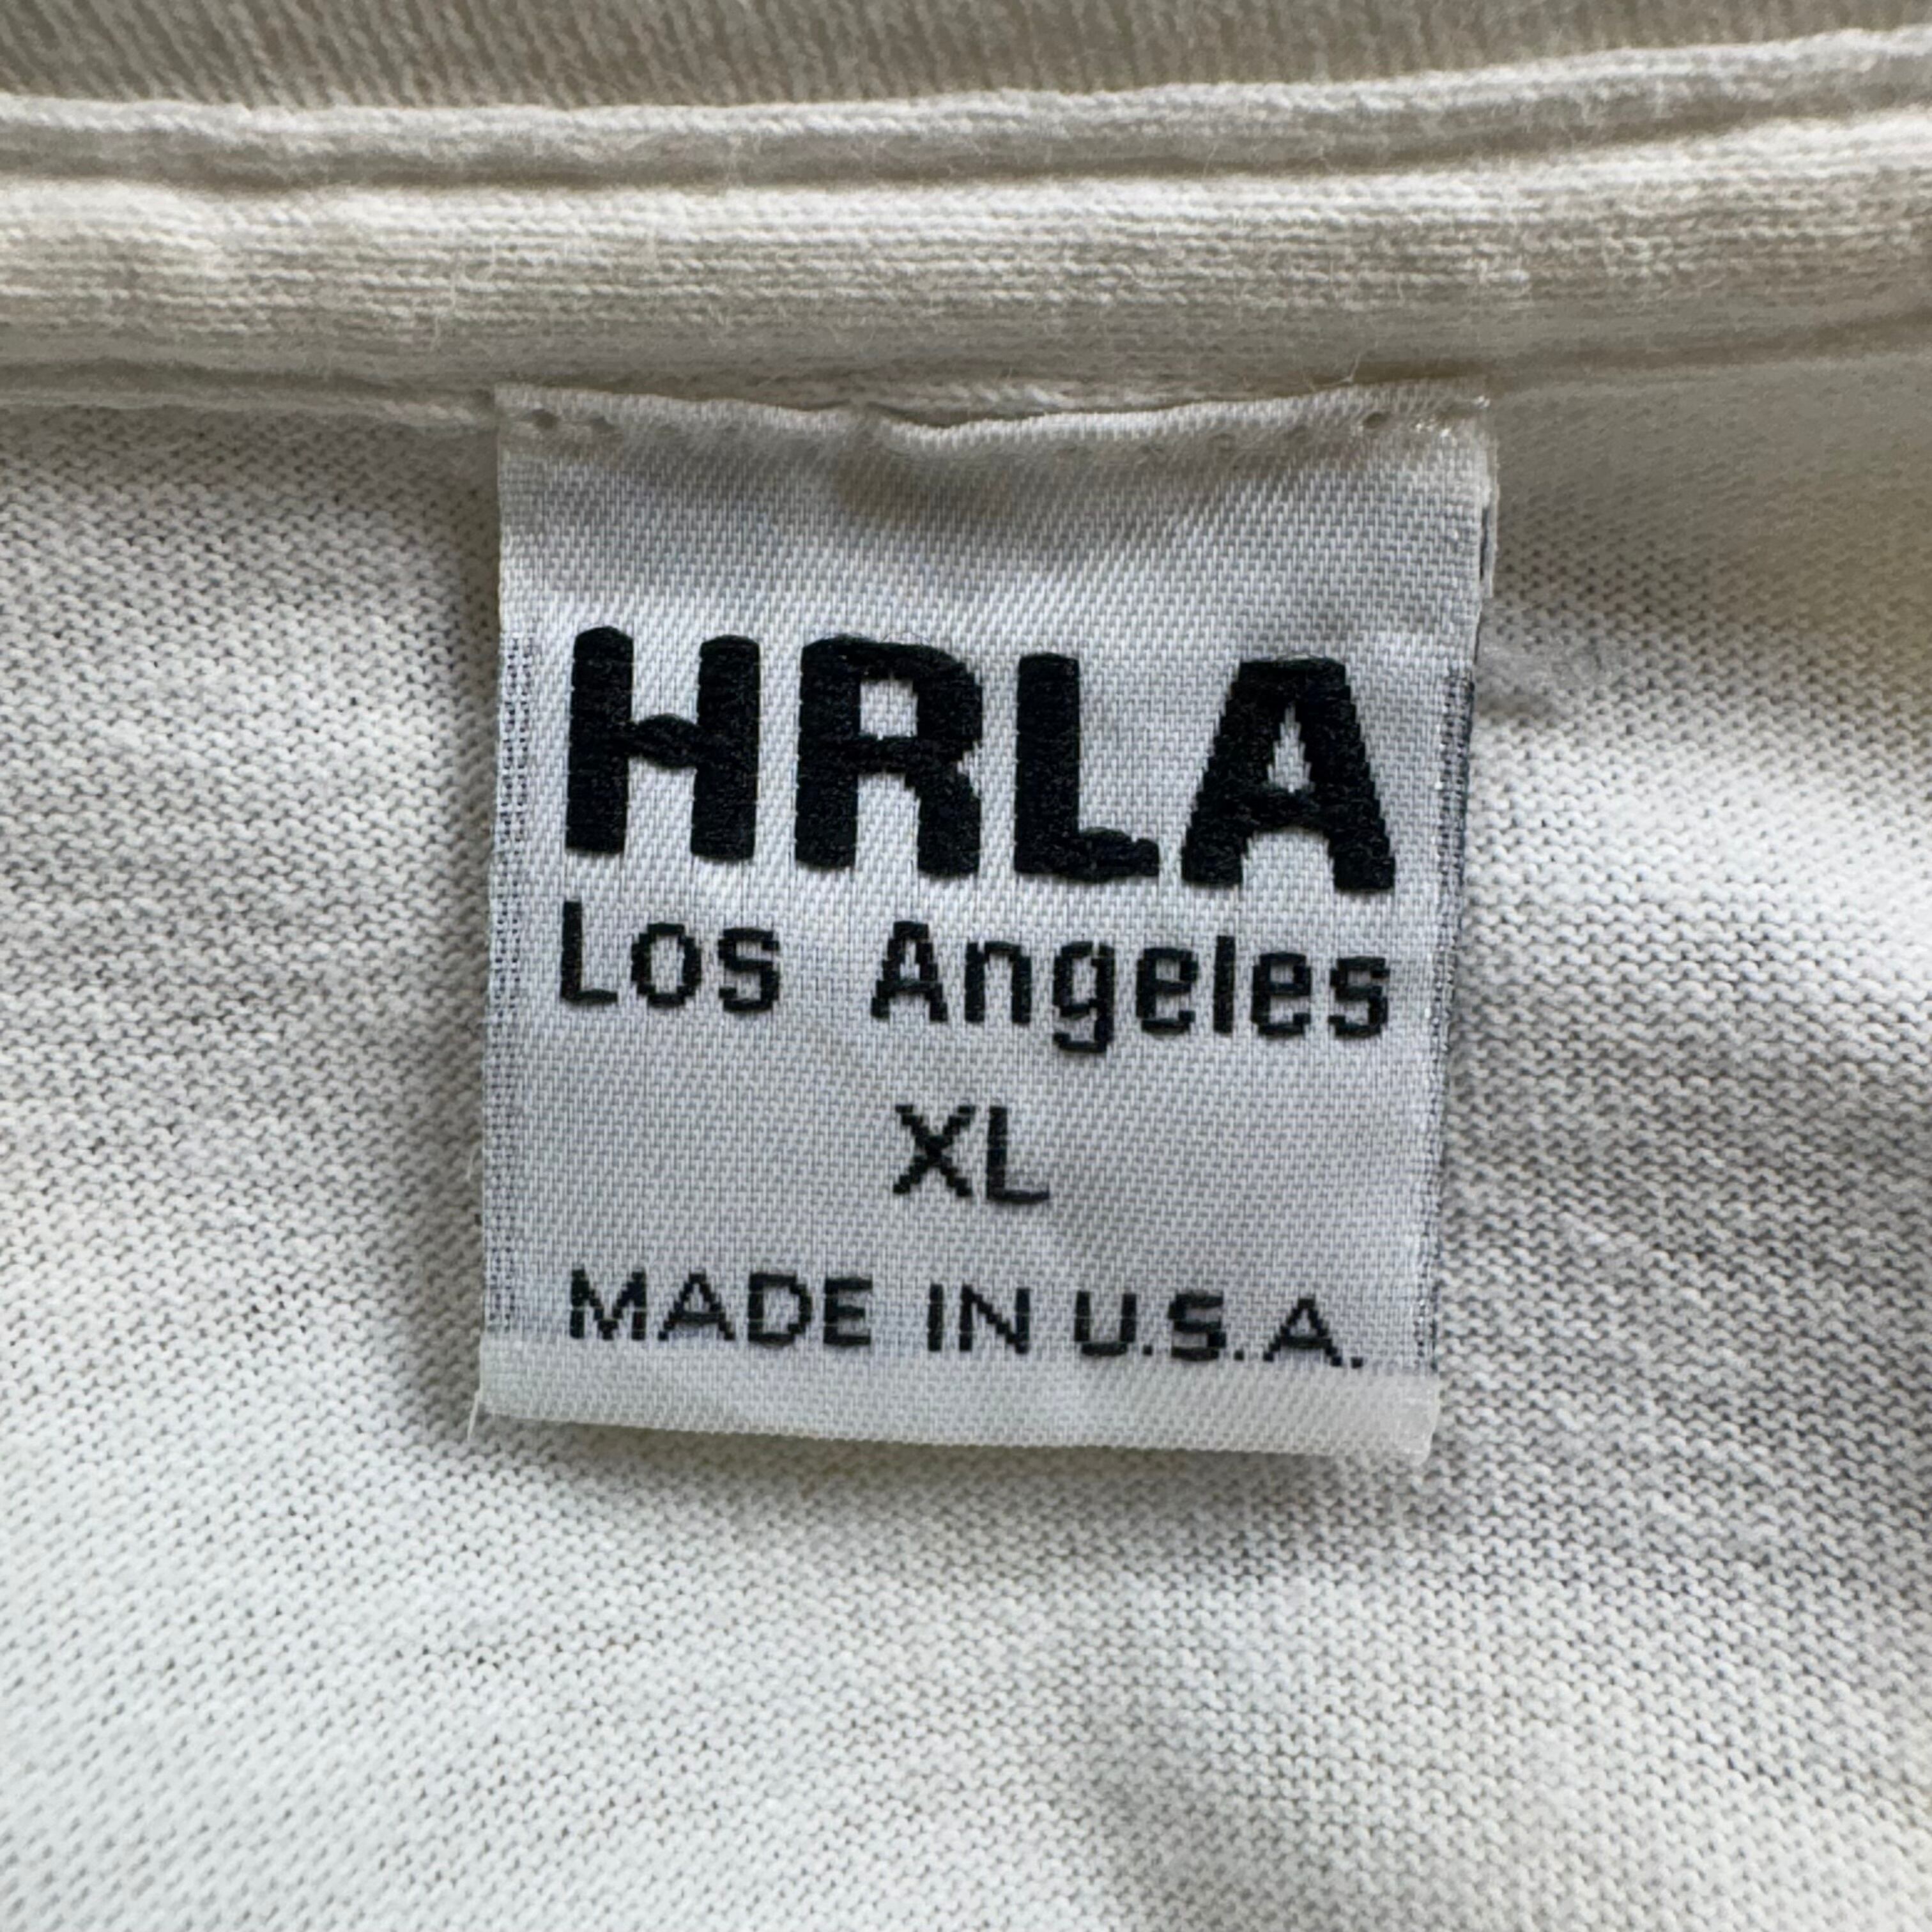 HRLA
Los Angeles
XL
MADE IN U.S.A.